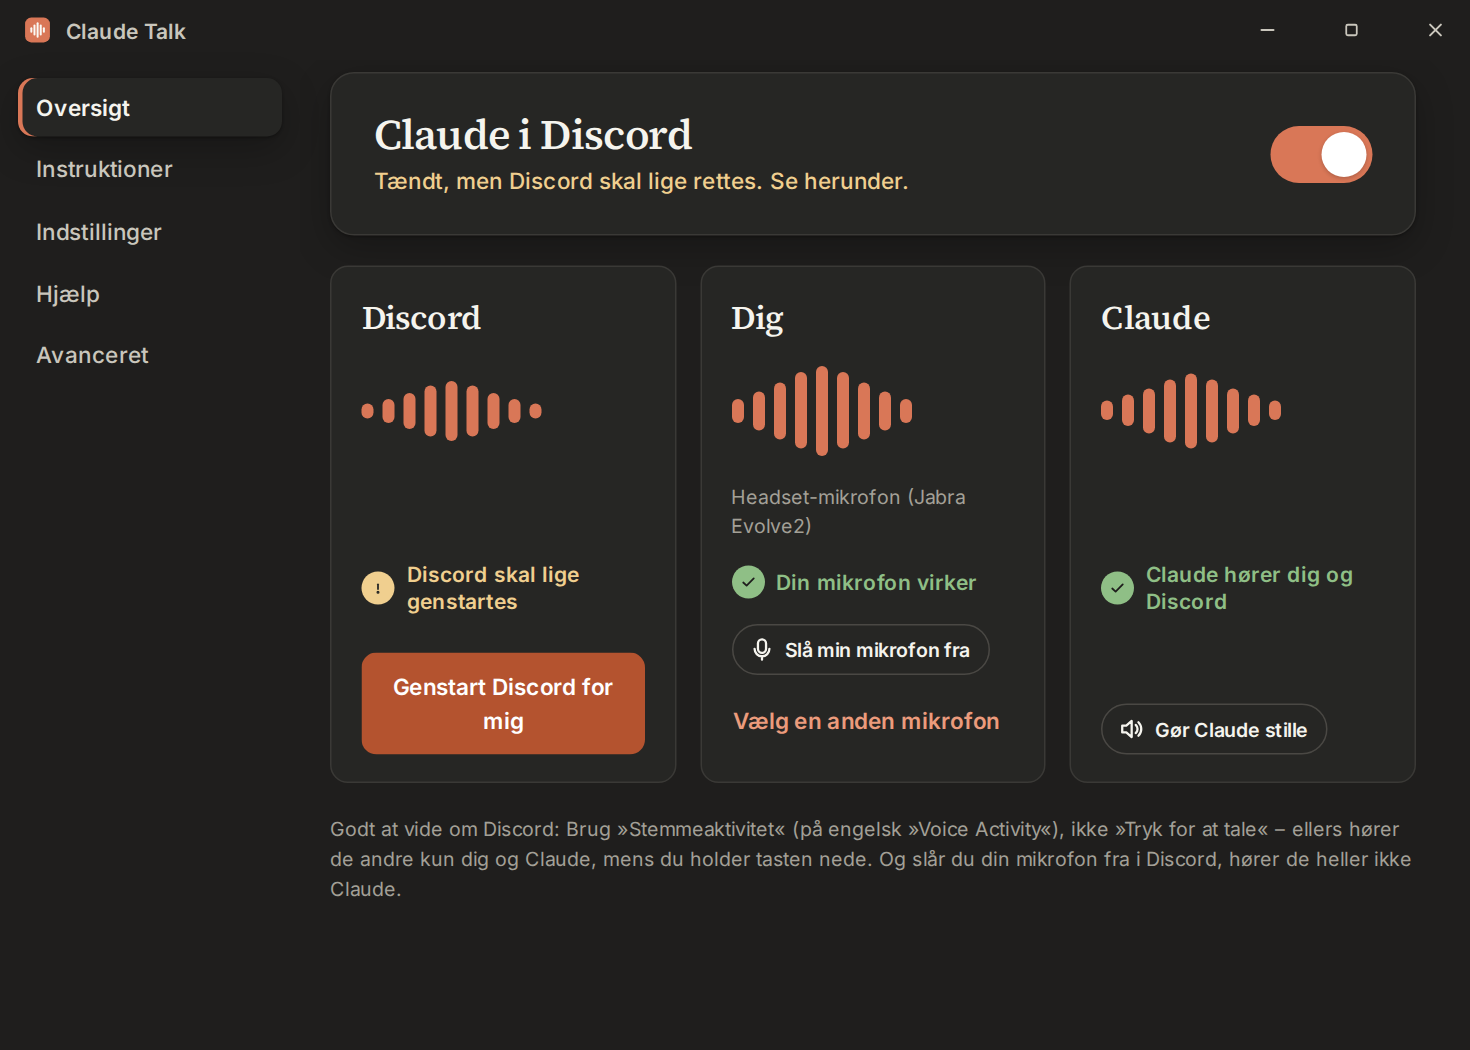 Claude Talk
Oversigt
Instruktioner
Indstillinger
Hjælp
Avanceret
Claude i Discord
Tændt, men Discord skal lige rettes. Se herunder.
Discord
Discord skal lige
genstartes
Genstart Discord for
mig
Dig
Headset-mikrofon (Jabra
Evolve2)
Din mikrofon virker
Slå min mikrofon fra
Vælg en anden mikrofon
Claude
Claude hører dig og
Discord
Gør Claude stille
Godt at vide om Discord: Brug »Stemmeaktivitet« (på engelsk »Voice Activity«), ikke »Tryk for at tale« – ellers hører
de andre kun dig og Claude, mens du holder tasten nede. Og slår du din mikrofon fra i Discord, hører de heller ikke
Claude.